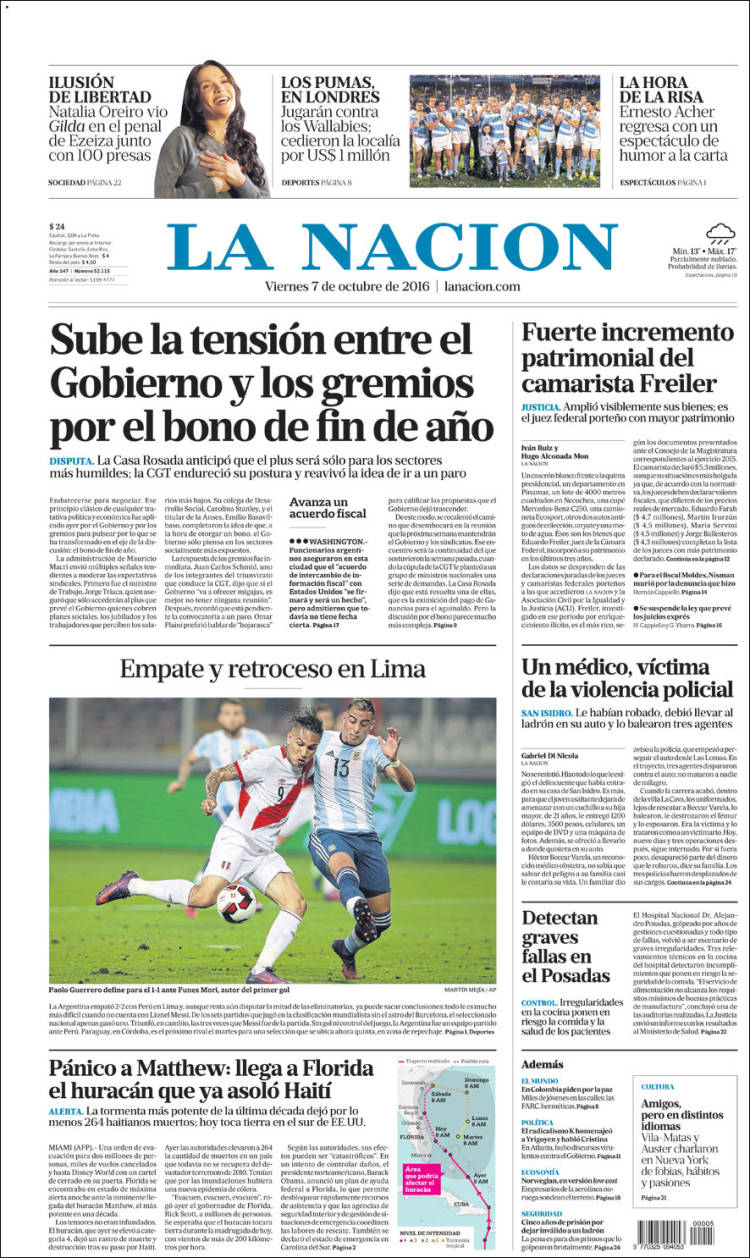 ILUSIÓN
DE LIBERTAD
Natalia Oreiro vio
Gilda en el penal
de Ezeiza junto
con 100 presas
SOCIEDAD PÁGINA 22
LOS PUMAS,
EN LONDRES
Jugarán contra
los Wallabies;
cedieron la localía
por US$ 1 millón
DEPORTES PÁGINA 8
LA HORA
DE LA RISA
Ernesto Acher
regresa con un
espectáculo de
humor a la carta
ESPECTÁCULOS PÁGINA 1
$ 24
Capital, GBA y La Plata.
Recargo por envío al interior
Año 147 | Número 52.115
Atención al lector: 5199-4777
LA NACION
Viernes 7 de octubre de 2016 | lanacion.com
Mín. 13° • Máx. 17°
Parcialmente nublado.
Probabilidad de lluvias.
Espectáculos, página 10
Sube la tensión entre el
Gobierno y los gremios
por el bono de fin de año
DISPUTA. La Casa Rosada anticipó que el plus será sólo para los sectores
más humildes; la CGT endureció su postura y reavivó la idea de ir a un paro
Endurecerse para negociar. Ese
principio clásico de cualquier tratativa
política y económica fue aplicado
ayer por el Gobierno y por los
gremios para pulsear por lo que se
ha transformado en el eje de la discusión:
el bono de fin de año.
La administración de Mauricio
Macri envió múltiples señales tendientes
a moderar las expectativas
sindicales. Primero fue el ministro
de Trabajo, Jorge Triaca, quien aseguró
que sólo accederán al plus que
prevé el Gobierno quienes cobren
planes sociales, los jubilados y los
trabajadores que perciben los salarios
más bajos. Su colega de Desarrollo
Social, Carolina Stanley, y el
titular de la Anses, Emilio Basavilbaso,
completaron la idea de que, a
la hora de otorgar un bono, el Gobierno
sólo piensa en los sectores
socialmente más expuestos.
La respuesta de los gremios fue inmediata.
Juan Carlos Schmid, uno
de los integrantes del triunvirato
que conduce la CGT, dijo que si el
Gobierno "va a ofrecer migajas, es
mejor no tener ninguna reunión".
Después, recordó que está pendiente
la convocatoria a un paro. Omar
Plaini prefirió hablar de "hojarasca"
para calificar las propuestas que el
Gobierno dejó trascender.
De este modo, se recalentó el camino
que desembocará en la reunión
que la próxima semana mantendrán
el Gobierno y los sindicatos. Ese encuentro
será la continuidad del que
sostuvieron la semana pasada, cuando
la cúpula de la CGT le planteó a un
grupo de ministros nacionales una
serie de reclamos. La Casa Rosada
dijo que está resuelta una de ellas,
que es la eximición del pago de Ganancias
para el aguinaldo. Pero la
discusión por el bono parece mucho
más compleja. Página 9
Avanza un
acuerdo fiscal
●●●WASHINGTON.–
Funcionarios argentinos
aseguraron en esta
ciudad que el "acuerdo
de intercambio de información
fiscal" con
Estados Unidos "se firmará
y será un hecho",
pero admitieron que todavía
no tiene fecha
cierta. Página 17
Fuerte incremento
patrimonial del
camarista Freiler
JUSTICIA. Amplió visiblemente sus bienes; es
el juez federal porteño con mayor patrimonio
Iván Ruiz y
Hugo Alconada Mon
LA NACION
Un caserón blanco frente a la quinta
presidencial, un departamento en
Pinamar, un lote de 4000 metros
cuadrados en Necochea, una cupé
Mercedes-Benz C250, una camioneta
Ecosport, otros dos autos antiguos
de colección, un yate y una moto
de agua. Esos son los bienes que
Eduardo Freiler, juez de la Cámara
Federal, incorporó a su patrimonio
en los últimos tres años.
Los datos se desprenden de las
declaraciones juradas de los jueces
y camaristas federales porteños
a las que accedieron LA NACION y la
Asociación Civil por la Igualdad y
la Justicia (ACIJ). Freiler, investigado
en ese período por enriquecimiento
ilícito, es el más rico, según
los documentos presentados
ante el Consejo de la Magistratura
correspondientes al ejercicio 2015.
El camarista declaró $ 5,3 millones,
aunque su situación es más holgada
ya que, de acuerdo con la normativa,
los jueces deben declarar valores
fiscales, que difieren de los precios
reales de mercado. Eduardo Farah
($ 4,7 millones), Martín Irurzún
($ 4,5 millones), María Servini
($ 4,5 millones) y Jorge Ballesteros
($ 4,3 millones) completan la lista
de los jueces con más patrimonio
declarado. Continúa en la página 12
● Para el fiscal Moldes, Nisman
murió por la denuncia que hizo
Hernán Cappiello. Página 14
● Se suspende la ley que prevé
los juicios exprés
H. Cappiello y G. Ybarra. Página 15
Empate y retroceso en Lima
Paolo Guerrero define para el 1-1 ante Funes Mori, autor del primer gol
MARTÍN MEJÍA / AP
La Argentina empató 2-2 con Perú en Lima y, aunque resta aún disputar la mitad de las eliminatorias, ya puede sacar conclusiones: todo le es mucho
más difícil cuando no cuenta con Lionel Messi. De los seis partidos que jugó en la clasificación mundialista sin el astro del Barcelona, el seleccionado
nacional apenas ganó uno. Triunfó, en cambio, las tres veces que Messi fue de la partida. Sin gol ni control del juego, la Argentina fue un equipo partido
ante Perú. Paraguay, en Córdoba, es el próximo rival el martes para una selección que se ubica ahora quinta, en zona de repechaje. Página 1, Deportes
Un médico, víctima
de la violencia policial
SAN ISIDRO. Le habían robado, debió llevar al
ladrón en su auto y lo balearon tres agentes
Gabriel Di Nicola
LA NACION
No se resistió. Hizo todo lo que le exigió
el delincuente que había entrado
en su casa de San Isidro. Es más,
para que el joven asaltante dejara de
amenazar con un cuchillo a su hija
mayor, de 21 años, le entregó 1200
dólares, 3500 pesos, celulares, un
equipo de DVD y una máquina de
fotos. Además, se ofreció a llevarlo
a donde quisiera en su auto.
Héctor Beccar Varela, un reconocido
médico obstetra, no sabía que
salvar del peligro a su familia casi
le costaría su vida. Un familiar dio
aviso a la policía, que empezó a perseguir
el auto desde Las Lomas. En
el trayecto, tres agentes dispararon
contra el auto; no mataron a nadie
de milagro.
Cuando la carrera acabó, dentro
de la villa La Cava, los uniformados,
lejos de rescatar a Beccar Varela, lo
balearon, le destrozaron el fémur
y lo esposaron. Era la víctima y lo
trataron como a un victimario. Hoy,
nueve días y tres operaciones después,
sigue internado. Por si fuera
poco, desapareció parte del dinero
que le robaron, dice su familia. Los
tres policías fueron desplazados de
sus cargos. Continúa en la página 24
Detectan
graves
fallas en
el Posadas
CONTROL. Irregularidades
en la cocina ponen en
riesgo la comida y la
salud de los pacientes
El Hospital Nacional Dr. Alejandro
Posadas, golpeado por años de
gestiones cuestionadas y todo tipo
de fallas, volvió a ser escenario de
graves irregularidades. Tres relevamientos
técnicos en la cocina
del hospital detectaron incumplimientos
que ponen en riesgo la seguridad
de la comida. "El servicio de
alimentación no alcanza los requisitos
mínimos de buenas prácticas
de manufactura", concluyó una de
las auditorías realizadas. La Justicia
envió un informe con los resultados
al Ministerio de Salud. Página 22
Pánico a Matthew: llega a Florida
el huracán que ya asoló Haití
ALERTA. La tormenta más potente de la última década dejó por lo
menos 264 haitianos muertos; hoy toca tierra en el sur de EE.UU.
MIAMI (AFP).– Una orden de evacuación
para dos millones de personas,
miles de vuelos cancelados
y hasta Disney World con un cartel
de cerrado en su puerta. Florida se
encontraba en estado de máxima
alerta anoche ante la inminente llegada
del huracán Matthew, el más
potente en una década.
Los temores no eran infundados.
El huracán, que ayer se elevó a categoría
4, dejó un rastro de muerte y
destrucción tras su paso por Haití.
Ayer las autoridades elevaron a 264
la cantidad de muertos en un país
que todavía no se recupera del devastador
terremoto de 2010. Temían
que por las inundaciones hubiera
una nueva epidemia de cólera.
"Evacuen, evacuen, evacuen", rogó
ayer el gobernador de Florida,
Rick Scott, a millones de personas.
Se esperaba que el huracán tocara
tierra durante la madrugada de hoy,
con vientos de más de 200 kilómetros
por hora.
Según las autoridades, sus efectos
pueden ser "catastróficos". En
un intento de controlar daños, el
presidente norteamericano, Barack
Obama, anunció un plan de ayuda
federal a Florida, lo que permite
desbloquear rápidamente recursos
de asistencia y que las agencias de
seguridad interior y de gestión de situaciones
de emergencia coordinen
las labores de rescate. También se
declaró el estado de emergencia en
Carolina del Sur. Página 2
Trayecto realizado
Posible ruta
Savannah
Sábado
8 AM
Domingo
8 AM
Daytona
Beach
Lunes
8 AM
Hoy
8 AM
Martes
8 AM
FLORIDA
Miami
Área
que podría
afectar el
huracán
Ayer
CUBA
NIVEL DE INTENSIDAD
Tormenta
tropical
Además
EL MUNDO
En Colombia piden por la paz
Miles de jóvenes en las calles; las
FARC, herméticas. Página 8
POLÍTICA
El radicalismo K homenajeó
a Yrigoyen y habló Cristina
En Atlanta, hubo discursos virulentos
contra el Gobierno. Página 11
ECONOMÍA
Norwegian, en versión low cost
Empresarios de la aerolínea noruega
sondean el terreno. Página 18
SEGURIDAD
Cinco años de prisión por
dejar inválido a un ladrón
La pena es para dos primos que lo
golpearon brutalmente. Página 24
CULTURA
Amigos,
pero en distintos
idiomas
Vila-Matas y
Auster charlaron
en Nueva York
de fobias, hábitos
y pasiones
Página 21
00005
9 770325 094053